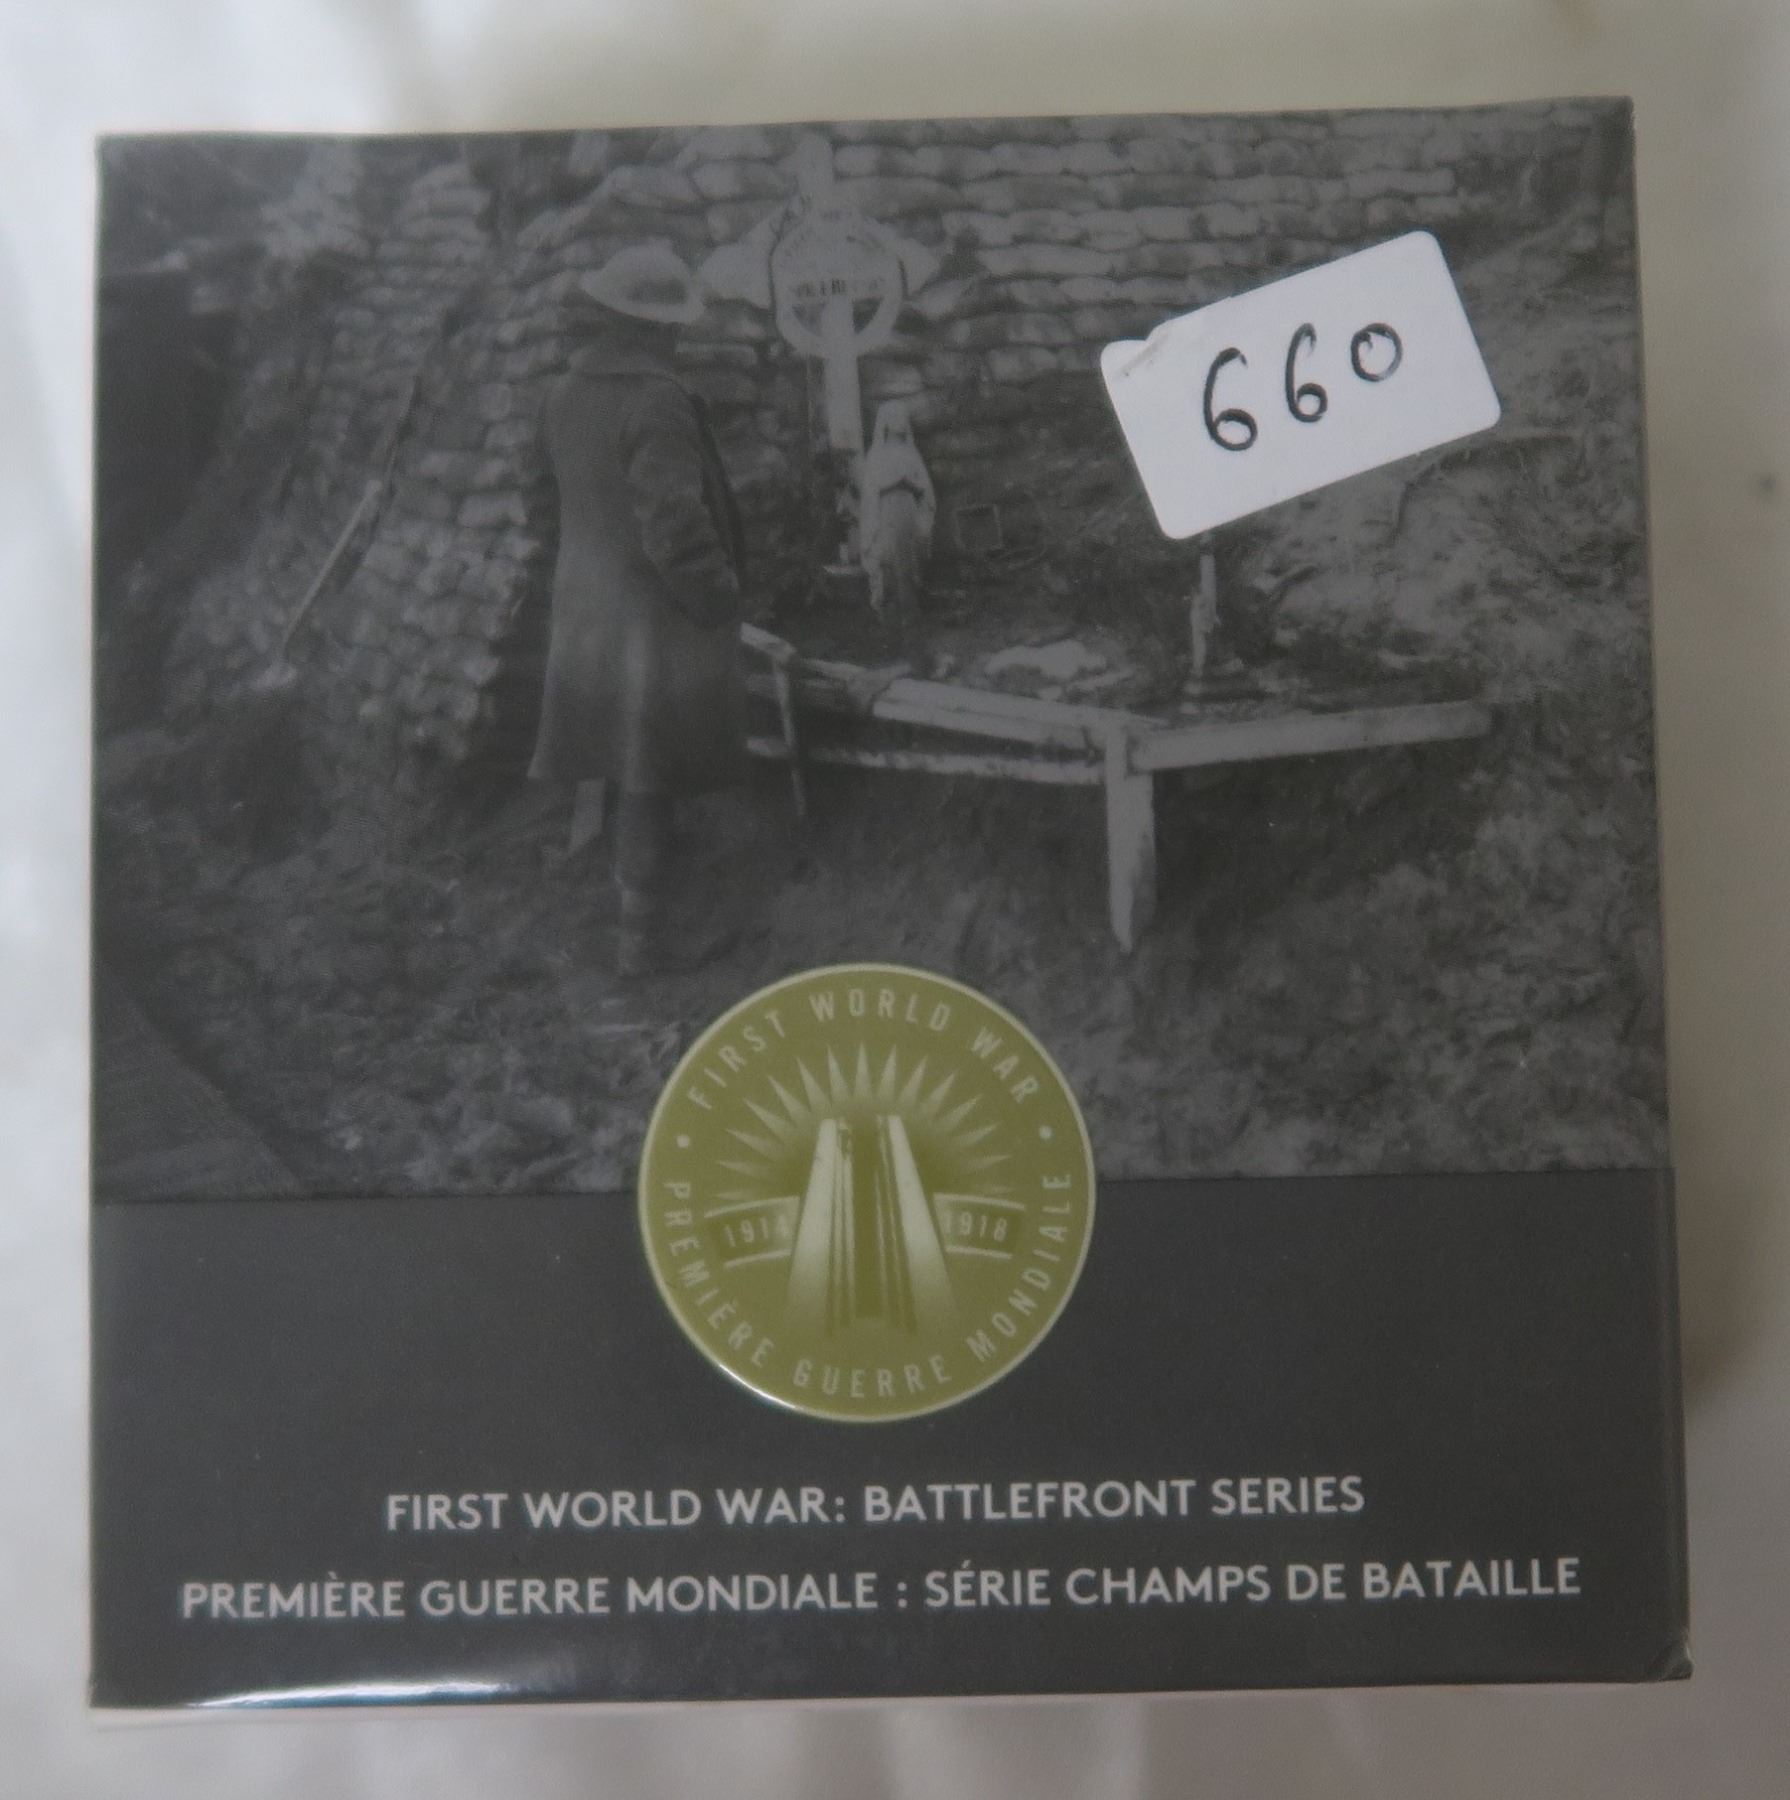 660
FIRST WORLD WAR
1914 1918
PREMIÈRE GUERRE MONDIALE
FIRST WORLD WAR: BATTLEFRONT SERIES
PREMIÈRE GUERRE MONDIALE : SÉRIE CHAMPS DE BATAILLE